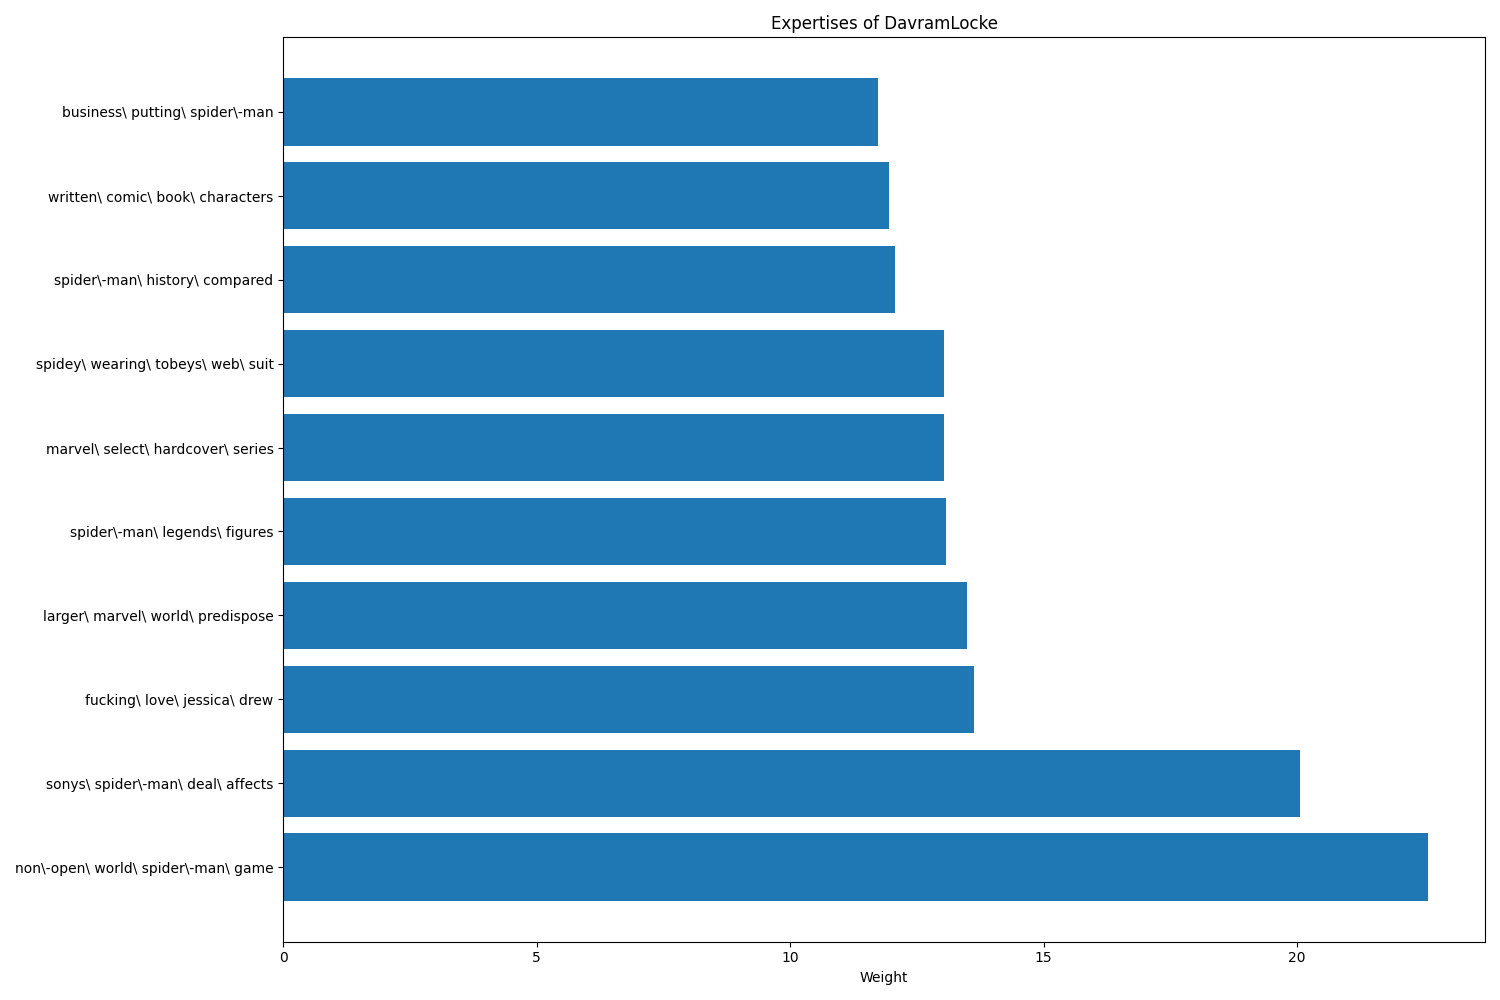 Expertises of DavramLocke
business\ putting\ spider\-man
written\ comic\ book\ characters
spider\-man\ history\ compared
spidey\ wearing\ tobeys\ web\ suit
marvel\ select\ hardcover\ series
spider\-man\ legends\ figures
larger\ marvel\ world\ predispose
fucking\ love\ jessica\ drew
sonys\ spider\-man\ deal\ affects
non\-open\ world\ spider\-man\ game
0 5 10 15 20
Weight